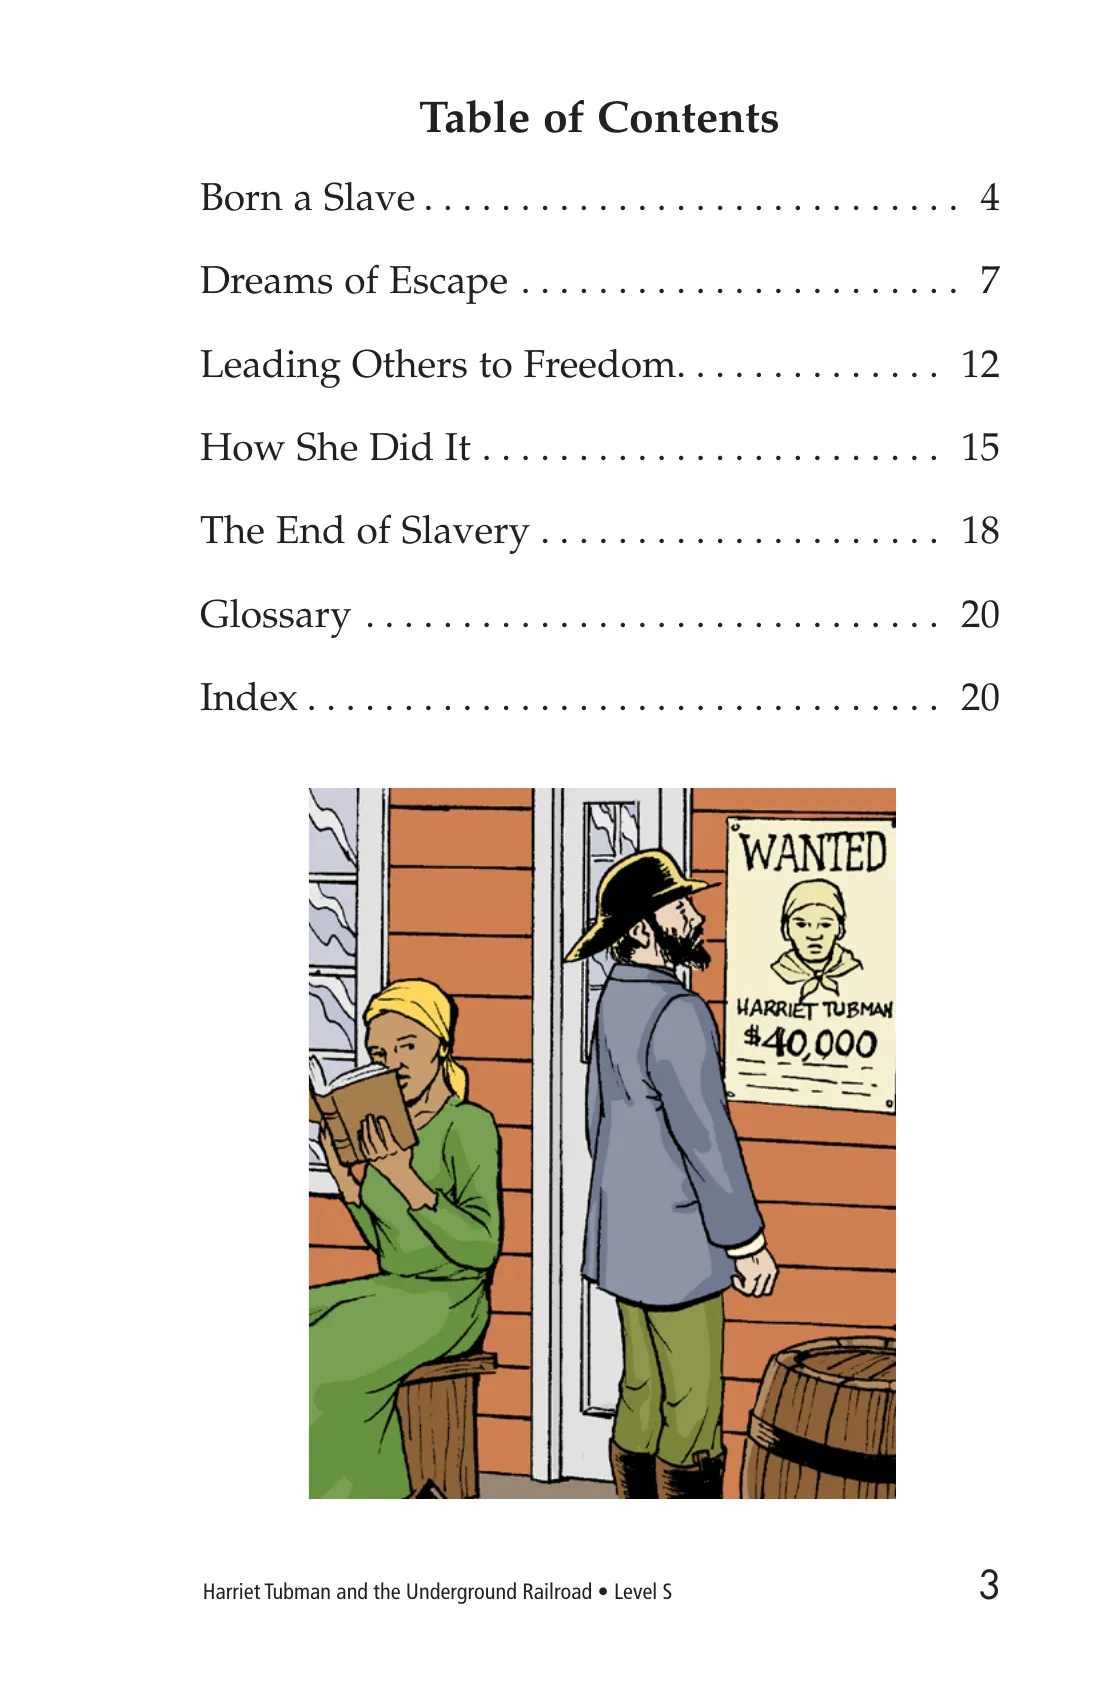 Table of Contents
Born a Slave . . . . . . . . . . . . . . . . . . . . . . . . . . . . 4
Dreams of Escape . . . . . . . . . . . . . . . . . . . . . . . 7
Leading Others to Freedom. . . . . . . . . . . . . . 12
How She Did It . . . . . . . . . . . . . . . . . . . . . . . . 15
The End of Slavery . . . . . . . . . . . . . . . . . . . . . 18
Glossary . . . . . . . . . . . . . . . . . . . . . . . . . . . . . . 20
Index . . . . . . . . . . . . . . . . . . . . . . . . . . . . . . . . . 20
WANTED
HARRIET TUBMAN
$40,000
Harriet Tubman and the Underground Railroad • Level S 3